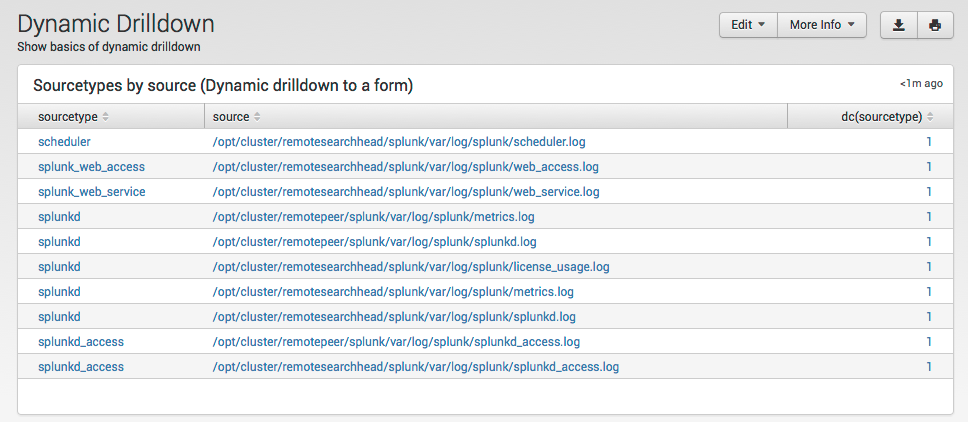 Dynamic Drilldown
Show basics of dynamic drilldown
Edit More Info
Sourcetypes by source (Dynamic drilldown to a form) <1m ago
sourcetype source dc(sourcetype)
scheduler /opt/cluster/remotesearchhead/splunk/var/log/splunk/scheduler.log 1
splunk_web_access /opt/cluster/remotesearchhead/splunk/var/log/splunk/web_access.log 1
splunk_web_service /opt/cluster/remotesearchhead/splunk/var/log/splunk/web_service.log 1
splunkd /opt/cluster/remotepeer/splunk/var/log/splunk/metrics.log 1
splunkd /opt/cluster/remotepeer/splunk/var/log/splunk/splunkd.log 1
splunkd /opt/cluster/remotesearchhead/splunk/var/log/splunk/license_usage.log 1
splunkd /opt/cluster/remotesearchhead/splunk/var/log/splunk/metrics.log 1
splunkd /opt/cluster/remotesearchhead/splunk/var/log/splunk/splunkd.log 1
splunkd_access /opt/cluster/remotepeer/splunk/var/log/splunk/splunkd_access.log 1
splunkd_access /opt/cluster/remotesearchhead/splunk/var/log/splunk/splunkd_access.log 1